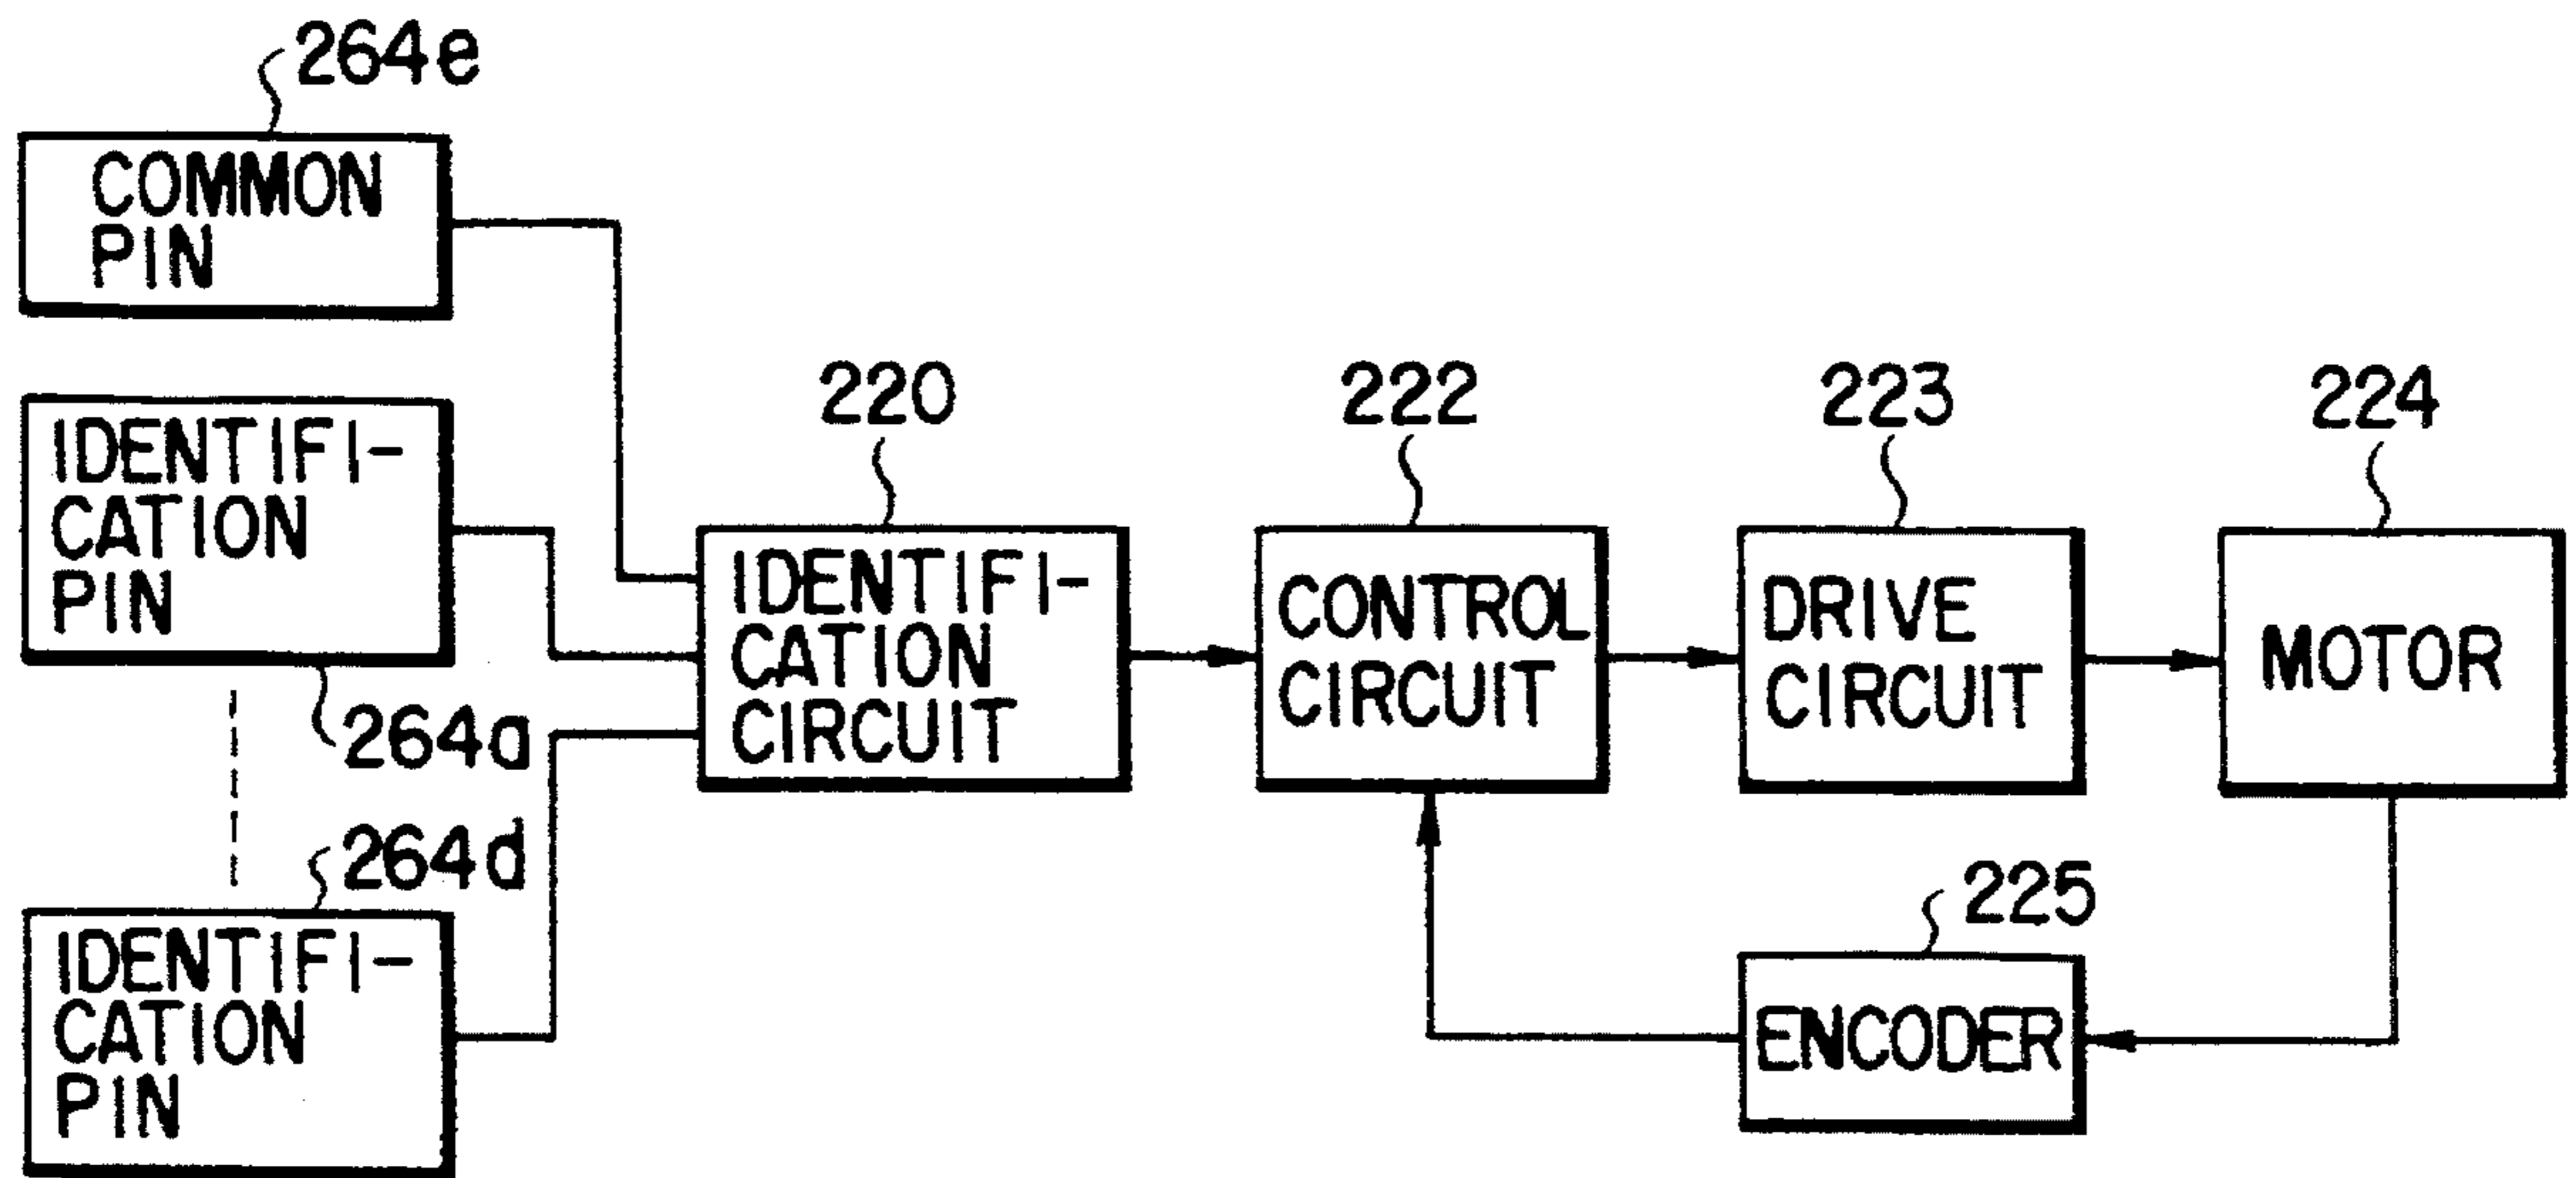 264e
COMMON
PIN
IDENTIFI-
CATION
PIN
264a
264d
IDENTIFI-
CATION
PIN
220
IDENTIFI-
CATION
CIRCUIT
222
CONTROL
CIRCUIT
223
DRIVE
CIRCUIT
224
MOTOR
225
ENCODER